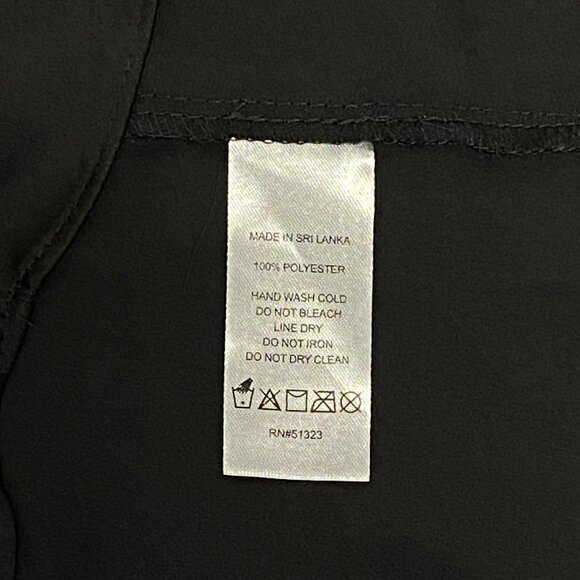 MADE IN SRI LANKA
100% POLYESTER
HAND WASH COLD
DO NOT BLEACH
LINE DRY
DO NOT IRON
DO NOT DRY CLEAN
RN#51323